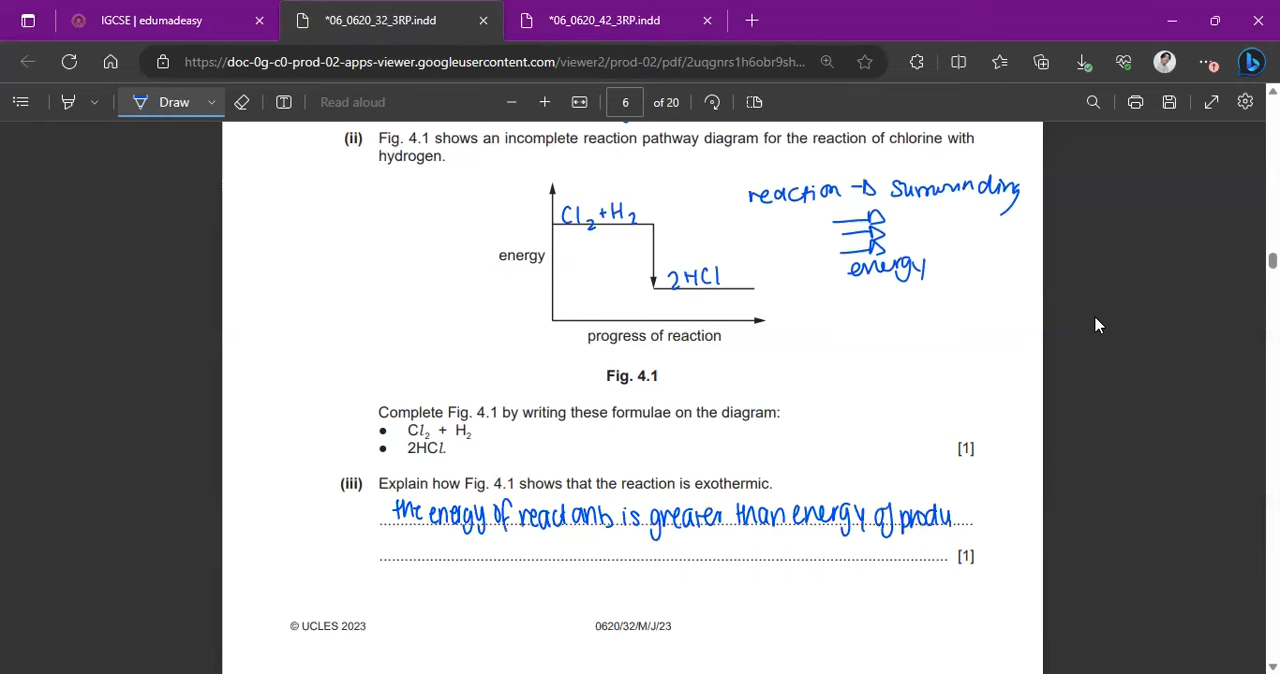 IGCSE | edumadeasy
*06_0620_32_3RP.indd
*06_0620_42_3RP.indd
https://doc-0g-c0-prod-02-apps-viewer.googleusercontent.com/viewer2/prod-02/pdf/2uqgnrs1h6obr9sh...
Draw
Read aloud
6 of 20
(ii) Fig. 4.1 shows an incomplete reaction pathway diagram for the reaction of chlorine with
hydrogen.
reaction → surrounding
Cl₂+H₂
energy
energy
2HCl
progress of reaction
Fig. 4.1
Complete Fig. 4.1 by writing these formulae on the diagram:
● Cl₂ + H₂
● 2HCl. [1]
(iii) Explain how Fig. 4.1 shows that the reaction is exothermic.
the energy of reactants is greater than energy of produ
[1]
© UCLES 2023 0620/32/M/J/23